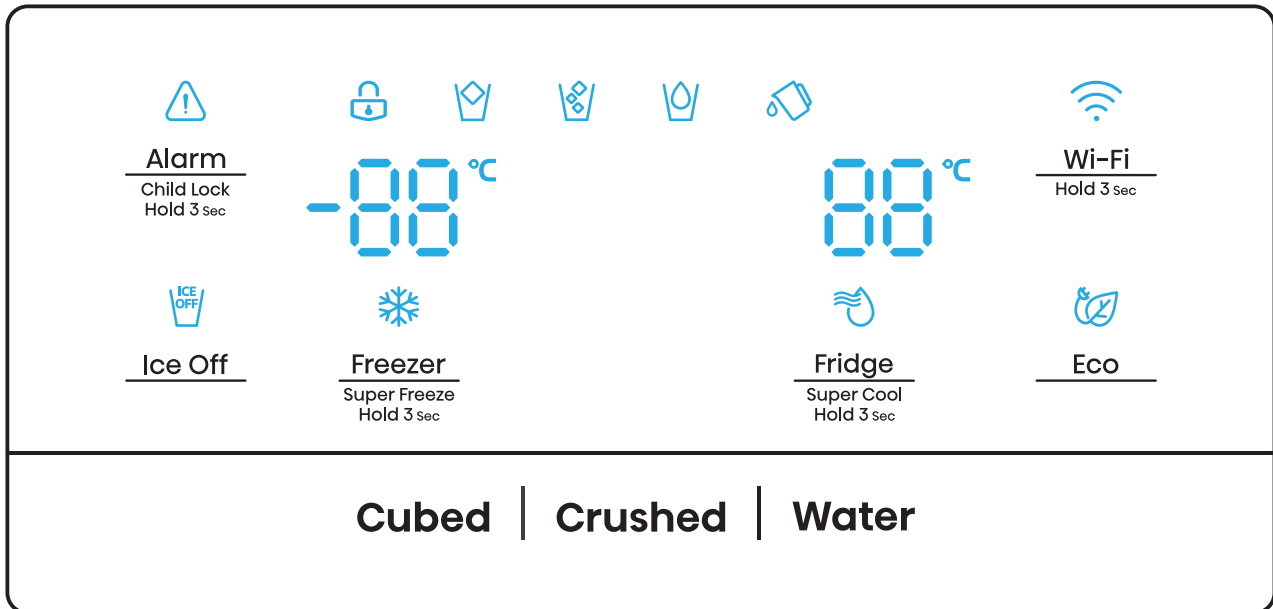 Alarm
Child Lock
Hold 3 Sec
-88 °C
88 °C
Wi-Fi
Hold 3 Sec
ICE
OFF
Ice Off
Freezer
Super Freeze
Hold 3 Sec
Fridge
Super Cool
Hold 3 Sec
Eco
Cubed | Crushed | Water